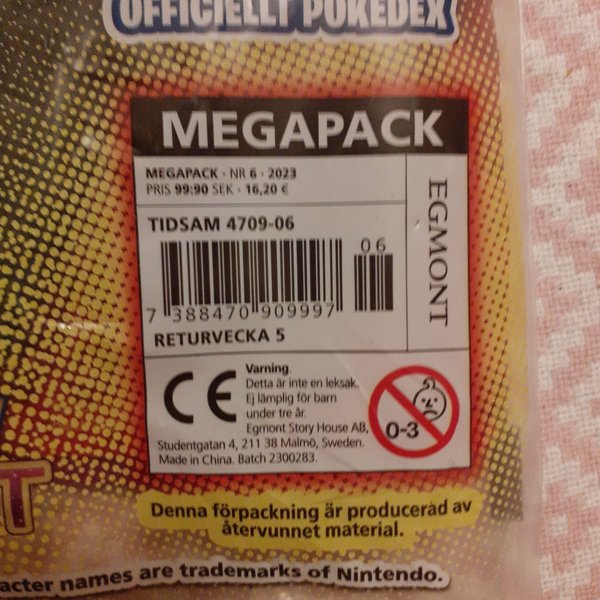 OFFICIELLT POKÉDEX
MEGAPACK
MEGAPACK · NR 6 · 2023
PRIS 99:90 SEK · 16,20 €
EGMONT
TIDSAM 4709-06
06
7 388470 909997
RETURVECKA 5
CE
Varning.
Detta är inte en leksak.
Ej lämplig för barn
under tre år.
Egmont Story House AB,
Studentgatan 4, 211 38 Malmö, Sweden.
Made in China. Batch 2300283.
0-3
Denna förpackning är producerad av
återvunnet material.
acter names are trademarks of Nintendo.